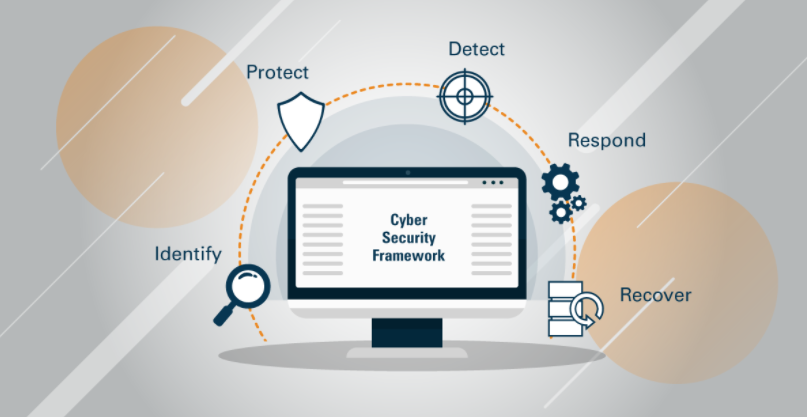 Detect
Protect
Respond
Cyber
Security
Framework
Identify
Recover